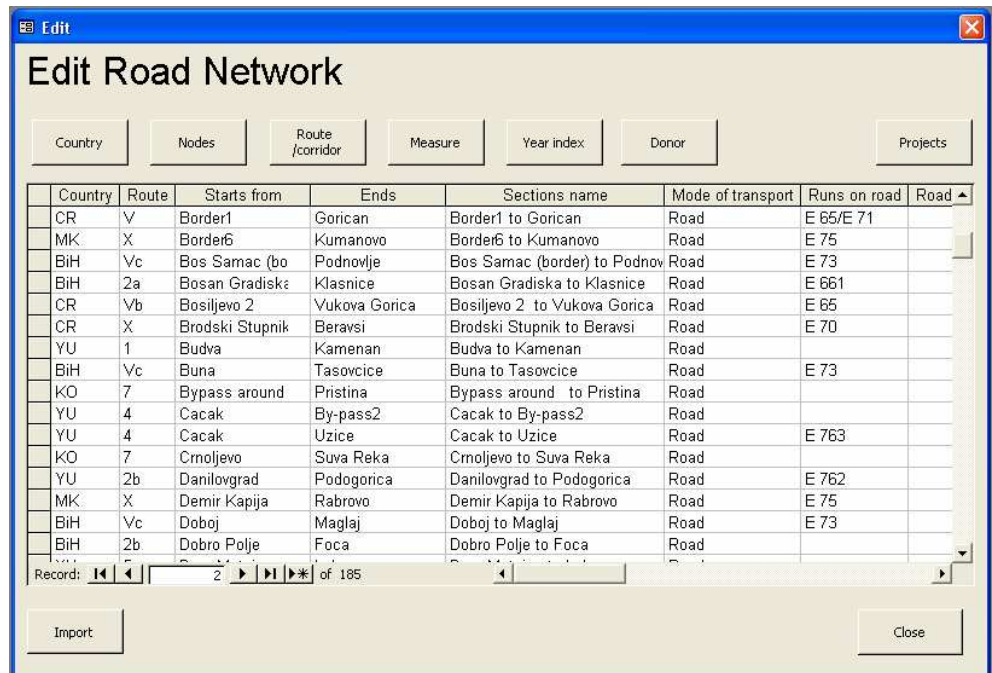 Edit
Edit Road Network
Country Nodes Route /corridor Measure Year index Donor Projects
Country Route Starts from Ends Sections name Mode of transport Runs on road Road
CR V Border1 Gorican Border1 to Gorican Road E 65/E 71
MK X Border6 Kumanovo Border6 to Kumanovo Road E 75
BiH Vc Bos Samac (bo Podnovlje Bos Samac (border) to Podnov Road E 73
BiH 2a Bosan Gradiska Klasnice Bosan Gradiska to Klasnice Road E 661
CR Vb Bosiljevo 2 Vukova Gorica Bosiljevo 2 to Vukova Gorica Road E 65
CR X Brodski Stupnik Beravsi Brodski Stupnik to Beravsi Road E 70
YU 1 Budva Kamenan Budva to Kamenan Road
BiH Vc Buna Tasovcice Buna to Tasovcice Road E 73
KO 7 Bypass around Pristina Bypass around to Pristina Road
YU 4 Cacak By-pass2 Cacak to By-pass2 Road
YU 4 Cacak Uzice Cacak to Uzice Road E 763
KO 7 Crnoljevo Suva Reka Crnoljevo to Suva Reka Road
YU 2b Danilovgrad Podogorica Danilovgrad to Podogorica Road E 762
MK X Demir Kapija Rabrovo Demir Kapija to Rabrovo Road E 75
BiH Vc Doboj Maglaj Doboj to Maglaj Road E 73
BiH 2b Dobro Polje Foca Dobro Polje to Foca Road
Record: 2 of 185
Import Close